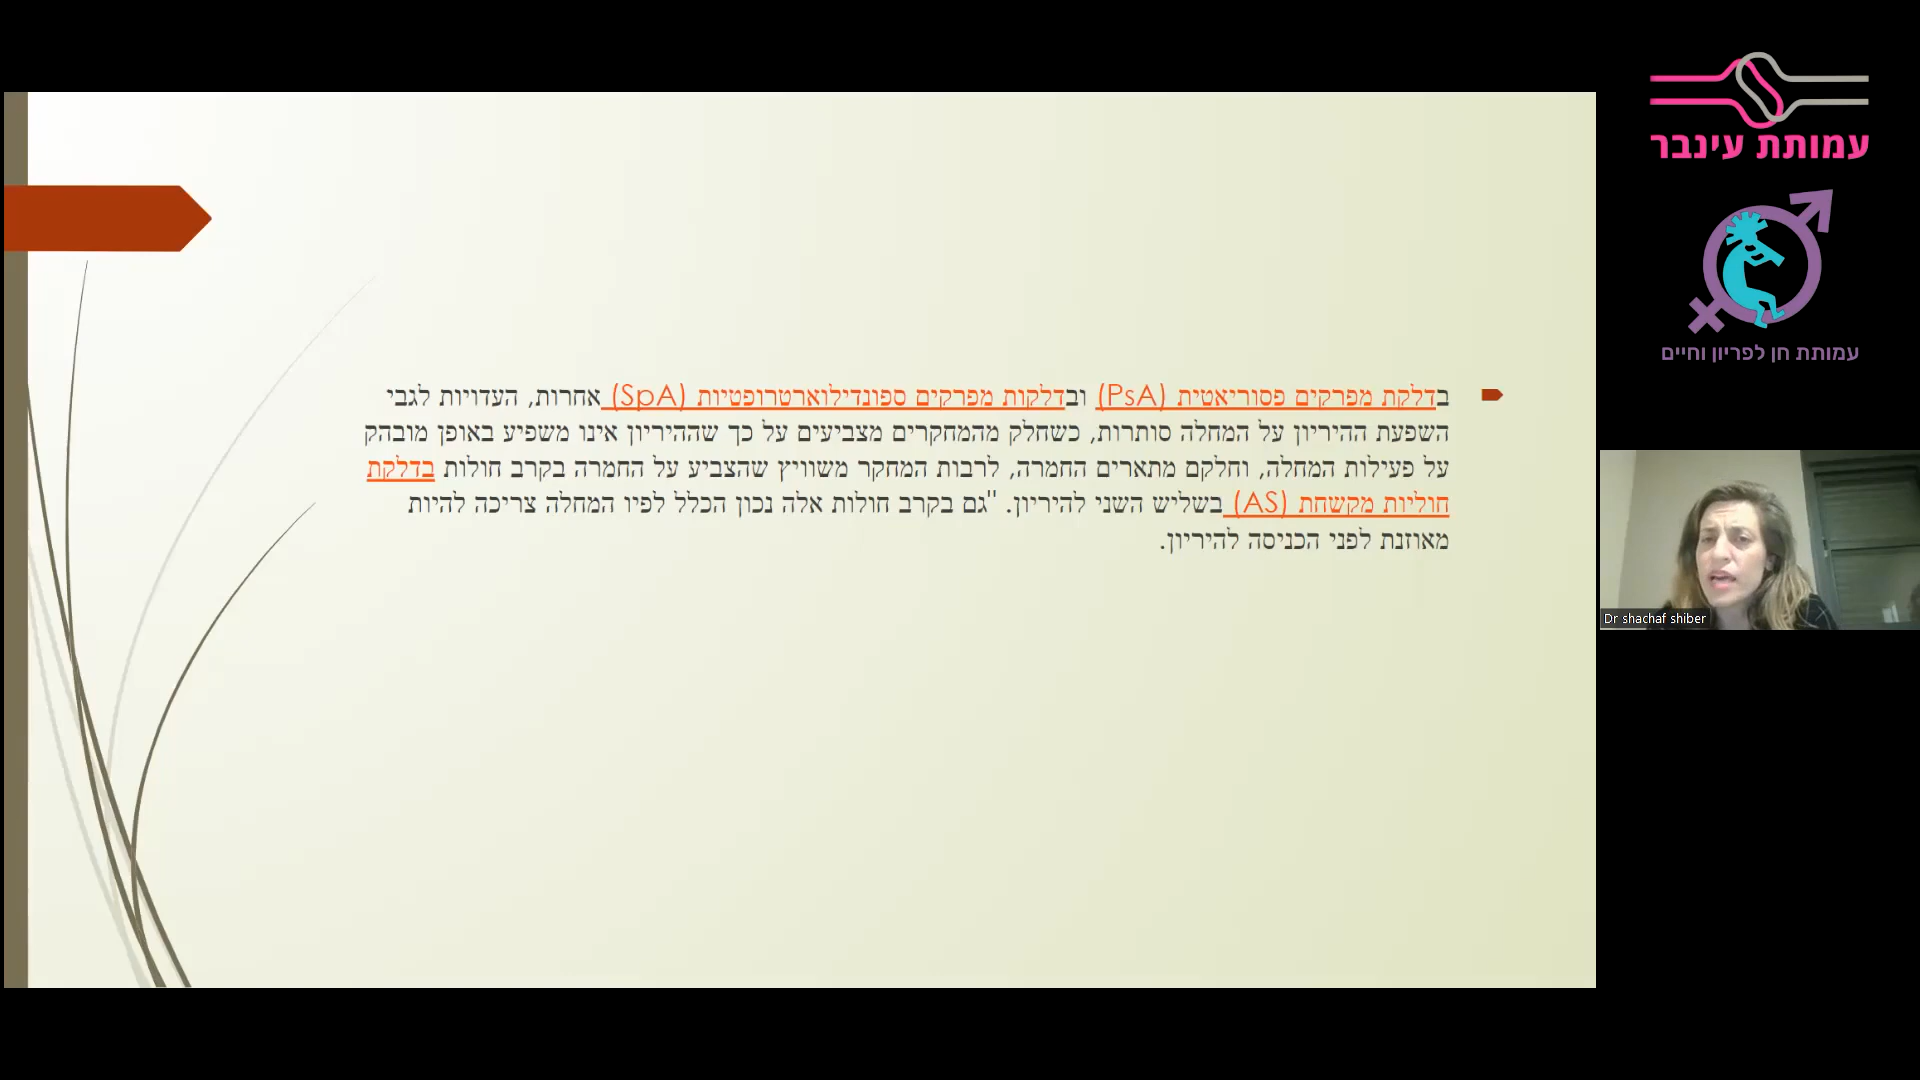 בדלקת מפרקים פסוריאטית (PsA) ובדלקות מפרקים ספונדילוארטרופטיות (SpA) אחרות, העדויות לגבי
השפעת ההיריון על המחלה סותרות, כשחלק מהמחקרים מצביעים על כך שההיריון אינו משפיע באופן מובהק
על פעילות המחלה, וחלקם מתארים החמרה, לרבות המחקר משוויץ שהצביע על החמרה בקרב חולות בדלקת
חוליות מקשחת (AS) בשליש השני להיריון. "גם בקרב חולות אלה נכון הכלל לפיו המחלה צריכה להיות
מאוזנת לפני הכניסה להיריון.
עמותת עינבר
עמותת חן לפריון וחיים
Dr shachaf shiber